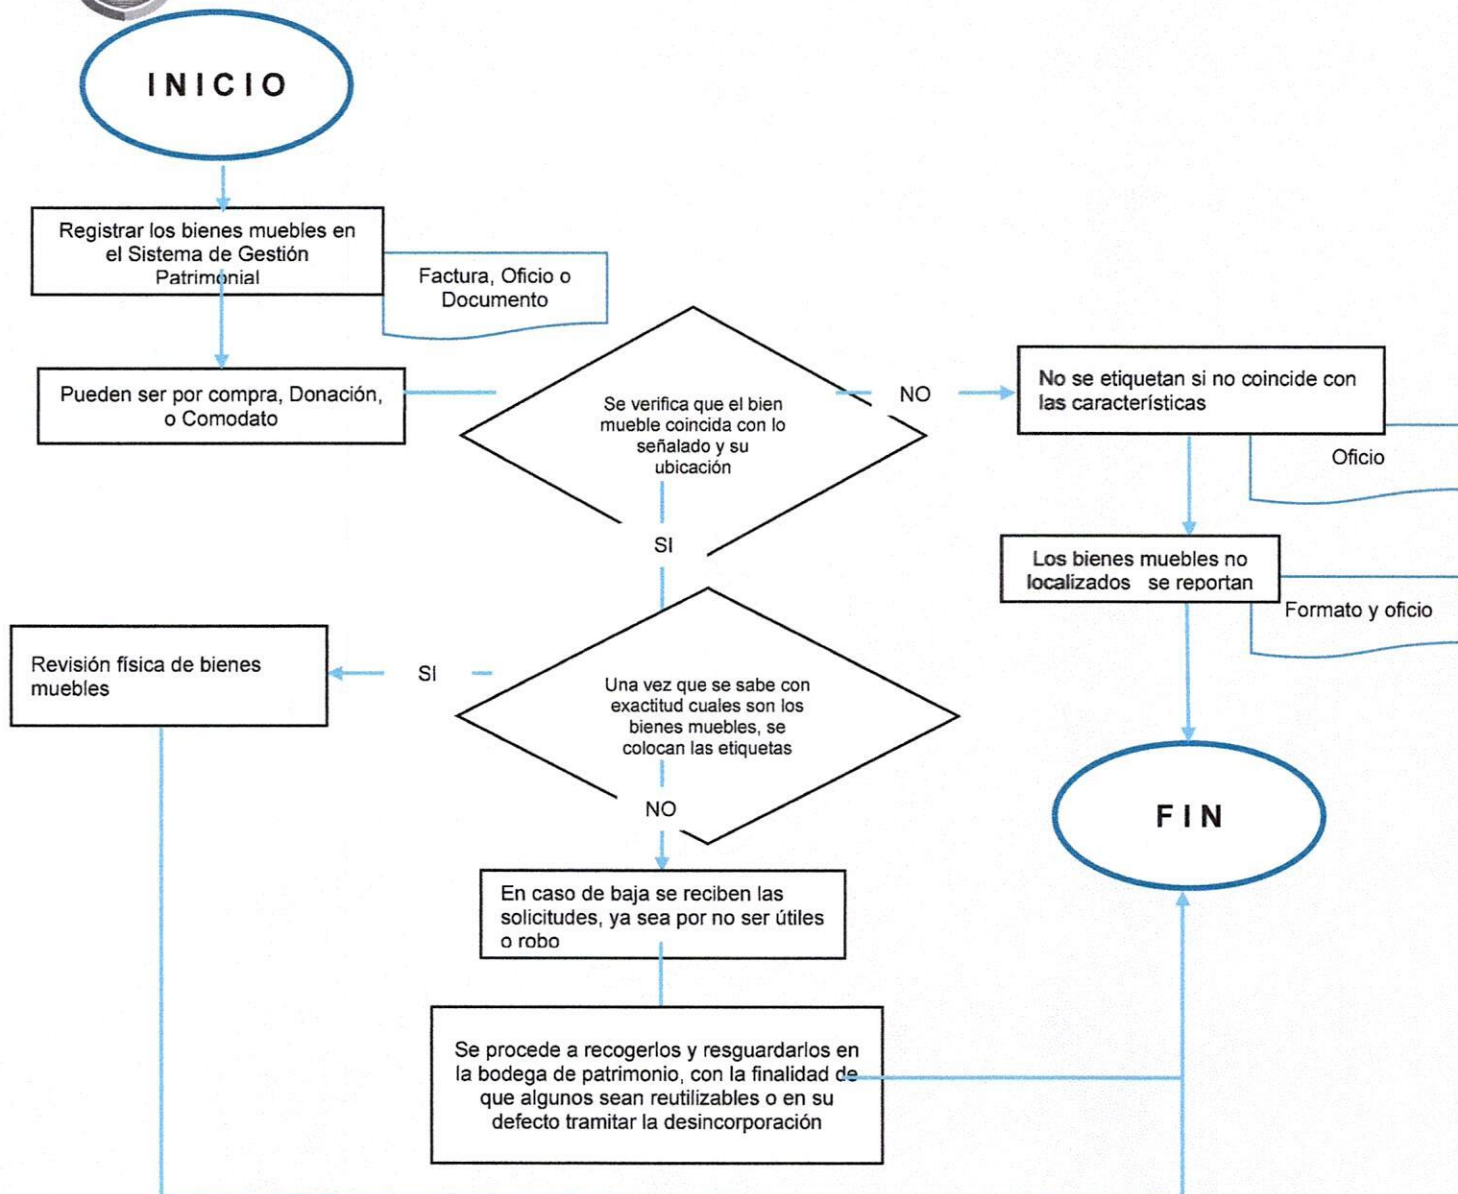 INICIO
Registrar los bienes muebles en
el Sistema de Gestión
Patrimonial
Factura, Oficio o
Documento
Pueden ser por compra, Donación,
o Comodato
Se verifica que el bien
mueble coincida con lo
señalado y su
ubicación
NO
No se etiquetan si no coincide con
las características
Oficio
SI
Los bienes muebles no
localizados se reportan
Formato y oficio
Revisión física de bienes
muebles
SI
Una vez que se sabe con
exactitud cuales son los
bienes muebles, se
colocan las etiquetas
NO
FIN
En caso de baja se reciben las
solicitudes, ya sea por no ser útiles
o robo
Se procede a recogerlos y resguardarlos en
la bodega de patrimonio, con la finalidad de
que algunos sean reutilizables o en su
defecto tramitar la desincorporación